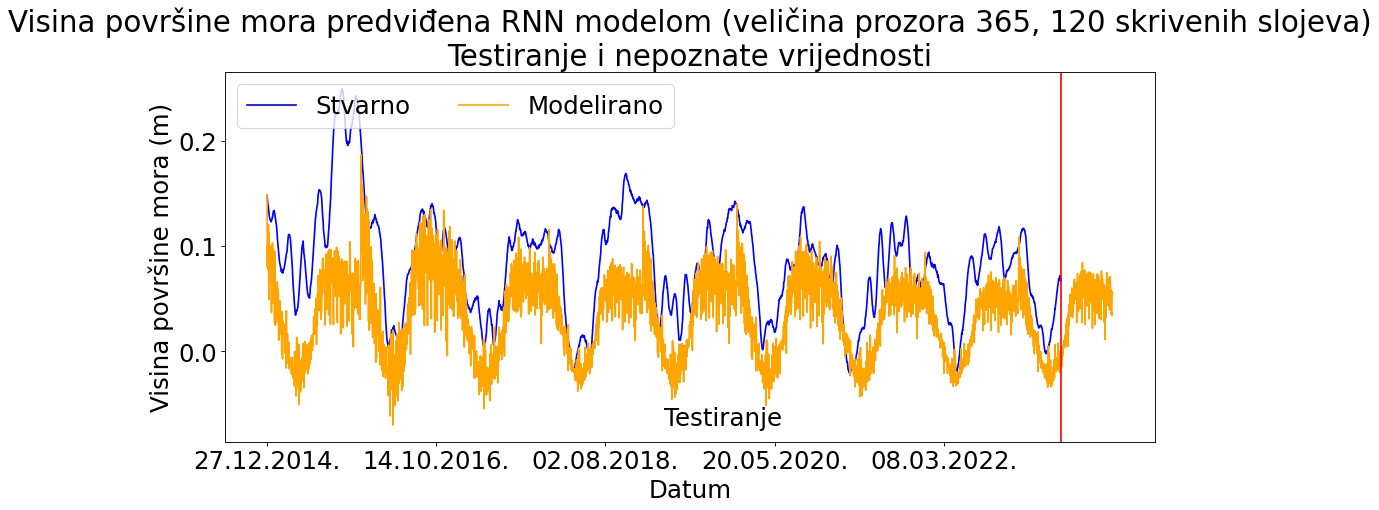 Visina površine mora predviđena RNN modelom (veličina prozora 365, 120 skrivenih slojeva)
Testiranje i nepoznate vrijednosti
Stvarno Modelirano
Visina površine mora (m)
0.2
0.1
0.0
Testiranje
27.12.2014. 14.10.2016. 02.08.2018. 20.05.2020. 08.03.2022.
Datum